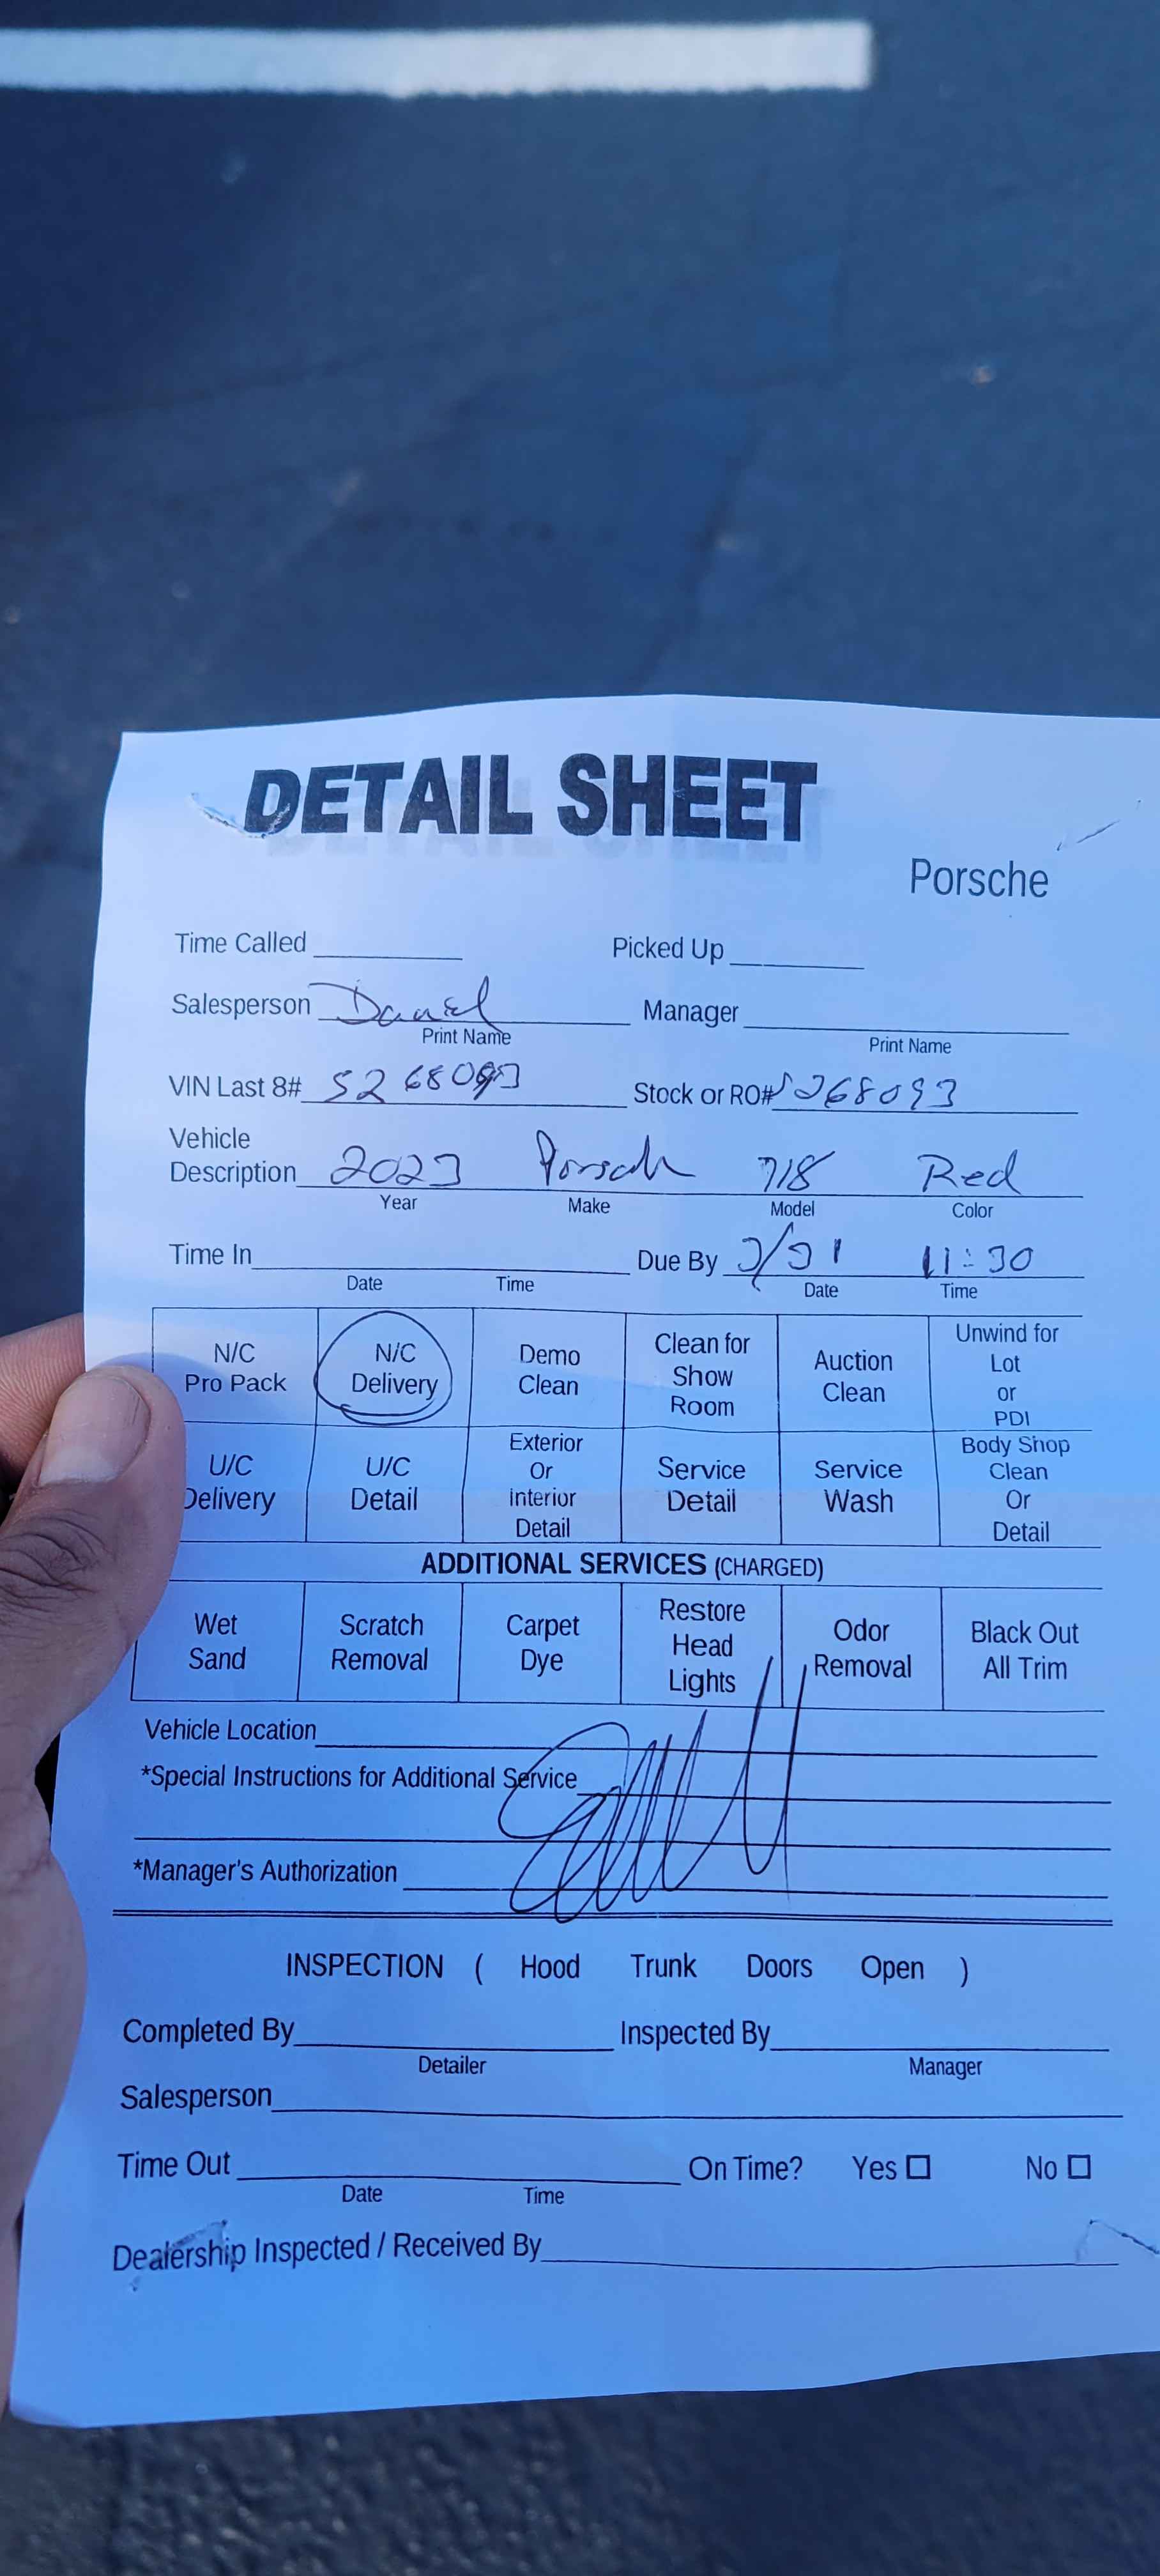 DETAIL SHEET
Porsche
Time Called Picked Up
Salesperson Daniel Manager
Print Name Print Name
VIN Last 8# S268093 Stock or RO# S268093
Vehicle
Description 2023 Porsch 718 Red
Year Make Model Color
Time In Due By 3/31 11:30
Date Time Date Time
N/C Pro Pack N/C Delivery Demo Clean Clean for Show Room Auction Clean Unwind for Lot or PDI
U/C Delivery U/C Detail Exterior Or Interior Detail Service Detail Service Wash Body Shop Clean Or Detail
ADDITIONAL SERVICES (CHARGED)
Wet Sand Scratch Removal Carpet Dye Restore Head Lights Odor Removal Black Out All Trim
Vehicle Location
*Special Instructions for Additional Service
*Manager's Authorization
INSPECTION ( Hood Trunk Doors Open )
Completed By Inspected By
Detailer Manager
Salesperson
Time Out On Time? Yes No
Date Time
Dealership Inspected / Received By